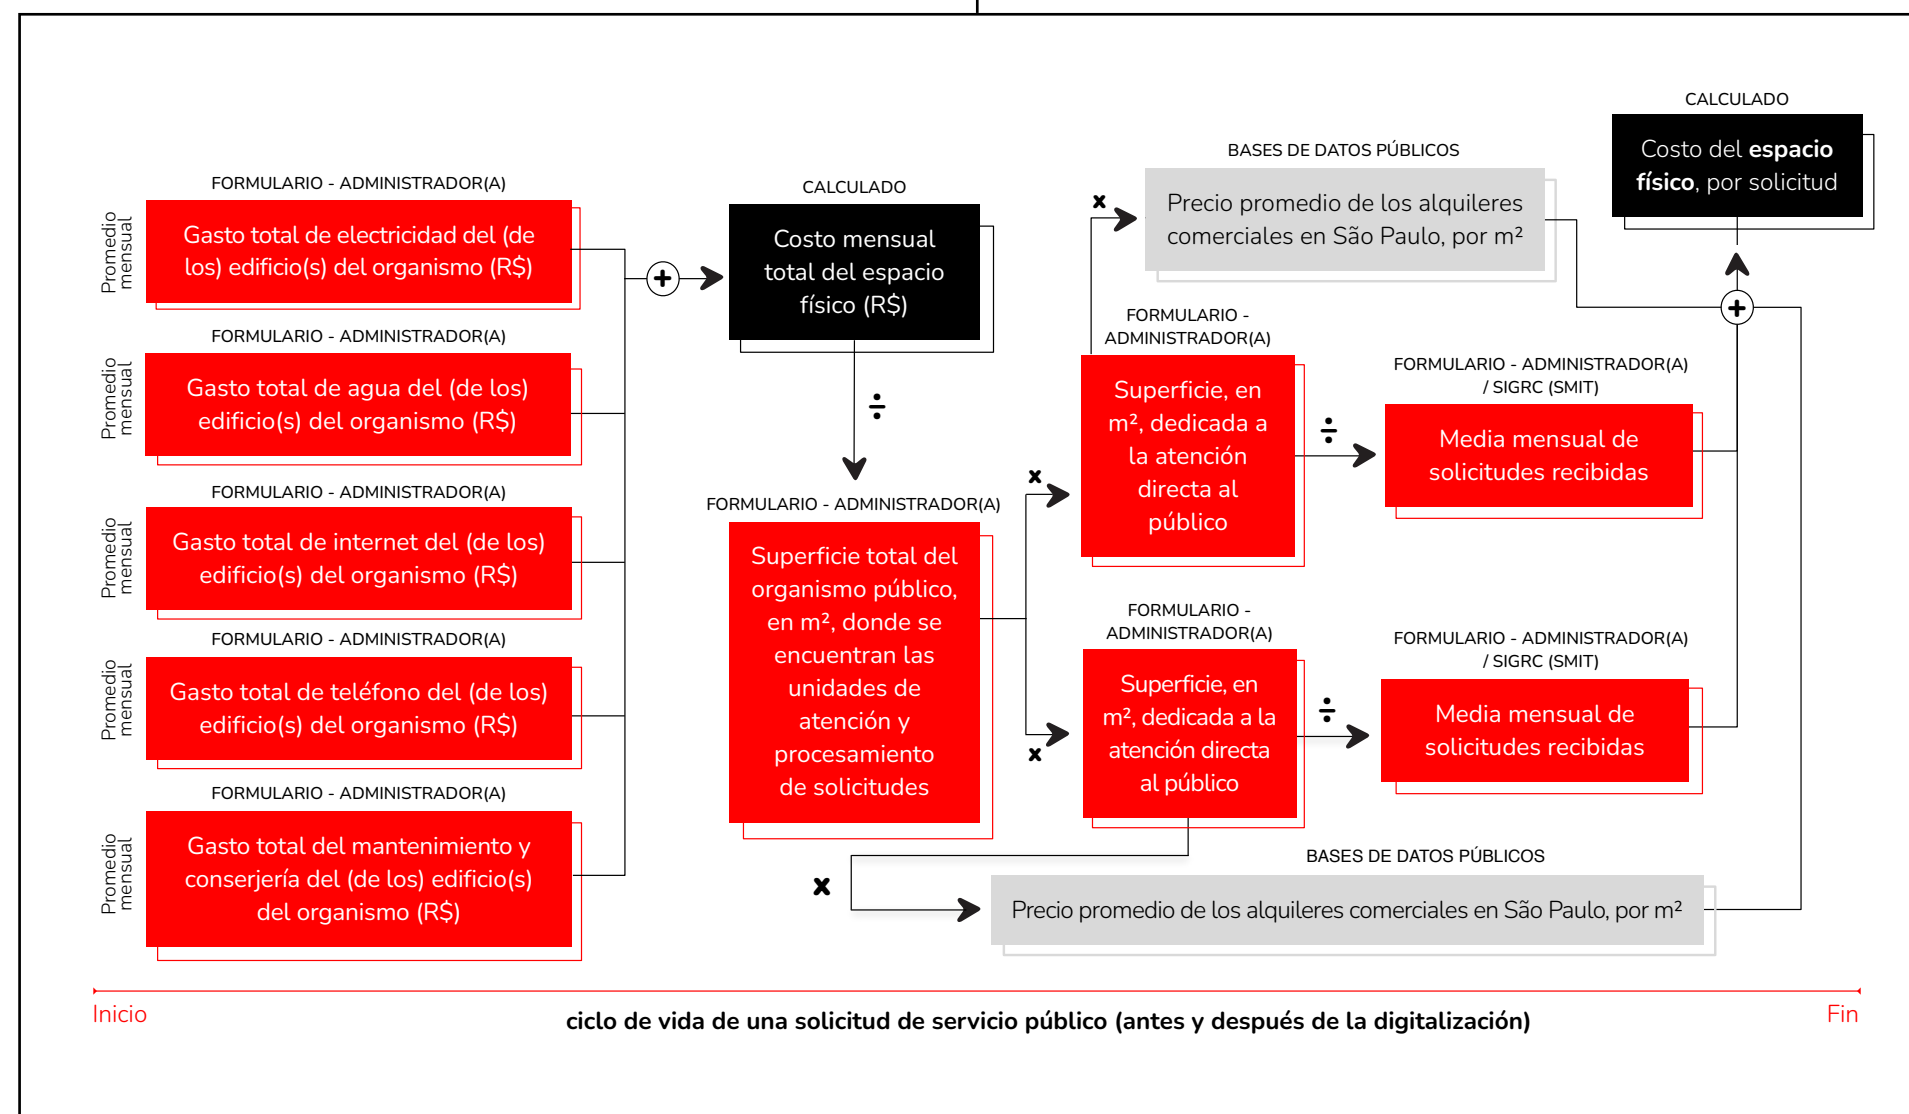 FORMULARIO - ADMINISTRADOR(A)
Promedio
mensual
Gasto total de electricidad del (de
los) edificio(s) del organismo (R$)
FORMULARIO - ADMINISTRADOR(A)
Promedio
mensual
Gasto total de agua del (de los)
edificio(s) del organismo (R$)
FORMULARIO - ADMINISTRADOR(A)
Promedio
mensual
Gasto total de internet del (de los)
edificio(s) del organismo (R$)
FORMULARIO - ADMINISTRADOR(A)
Promedio
mensual
Gasto total de teléfono del (de los)
edificio(s) del organismo (R$)
FORMULARIO - ADMINISTRADOR(A)
Promedio
mensual
Gasto total del mantenimiento y
conserjería del (de los) edificio(s)
del organismo (R$)
+
CALCULADO
Costo mensual
total del espacio
físico (R$)
÷
FORMULARIO - ADMINISTRADOR(A)
Superficie total del
organismo público,
en m², donde se
encuentran las
unidades de
atención y
procesamiento
de solicitudes
x
x
BASES DE DATOS PÚBLICOS
x
Precio promedio de los alquileres
comerciales en São Paulo, por m²
FORMULARIO -
ADMINISTRADOR(A)
Superficie, en
m², dedicada a
la atención
directa al
público
÷
FORMULARIO - ADMINISTRADOR(A)
/ SIGRC (SMIT)
Media mensual de
solicitudes recibidas
FORMULARIO -
ADMINISTRADOR(A)
Superficie, en
m², dedicada a la
atención directa
al público
÷
FORMULARIO - ADMINISTRADOR(A)
/ SIGRC (SMIT)
Media mensual de
solicitudes recibidas
x
BASES DE DATOS PÚBLICOS
Precio promedio de los alquileres comerciales en São Paulo, por m²
CALCULADO
Costo del espacio
físico, por solicitud
+
Inicio
ciclo de vida de una solicitud de servicio público (antes y después de la digitalización)
Fin